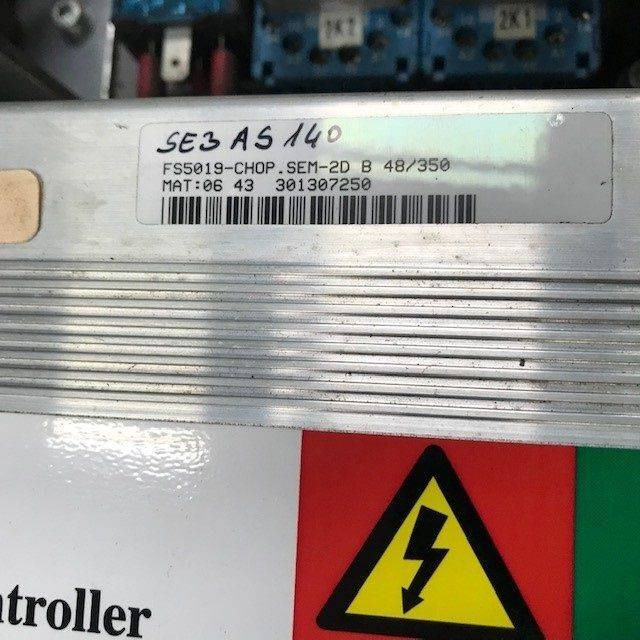 1K1
2K1
SE3 AS 140
FS5019-CHOP.SEM-2D B 48/350
MAT:06 43 301307250
ntroller